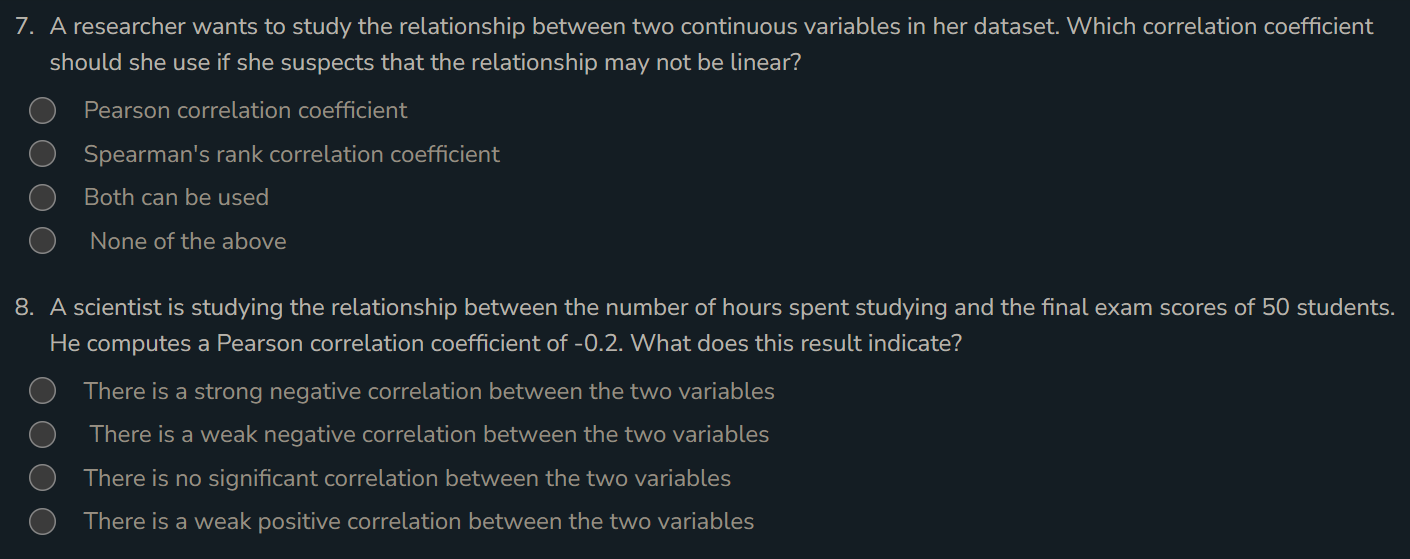 7. A researcher wants to study the relationship between two continuous variables in her dataset. Which correlation coefficient
should she use if she suspects that the relationship may not be linear?
Pearson correlation coefficient
Spearman's rank correlation coefficient
Both can be used
None of the above
8. A scientist is studying the relationship between the number of hours spent studying and the final exam scores of 50 students.
He computes a Pearson correlation coefficient of -0.2. What does this result indicate?
There is a strong negative correlation between the two variables
There is a weak negative correlation between the two variables
There is no significant correlation between the two variables
There is a weak positive correlation between the two variables